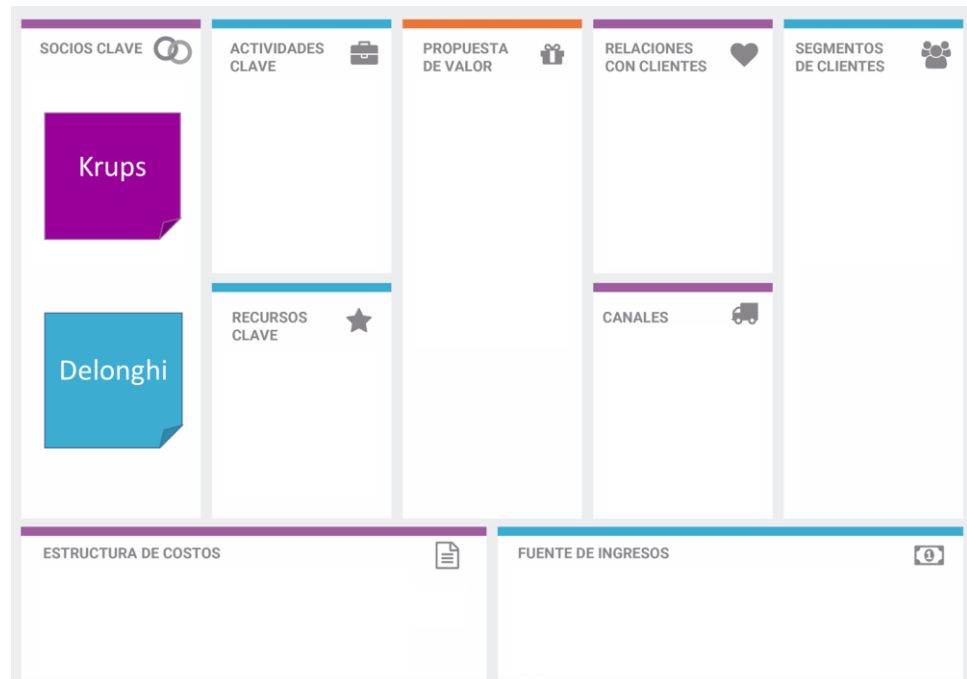 SOCIOS CLAVE
Krups
Delonghi
ACTIVIDADES
CLAVE
RECURSOS
CLAVE
PROPUESTA
DE VALOR
RELACIONES
CON CLIENTES
CANALES
SEGMENTOS
DE CLIENTES
ESTRUCTURA DE COSTOS
FUENTE DE INGRESOS